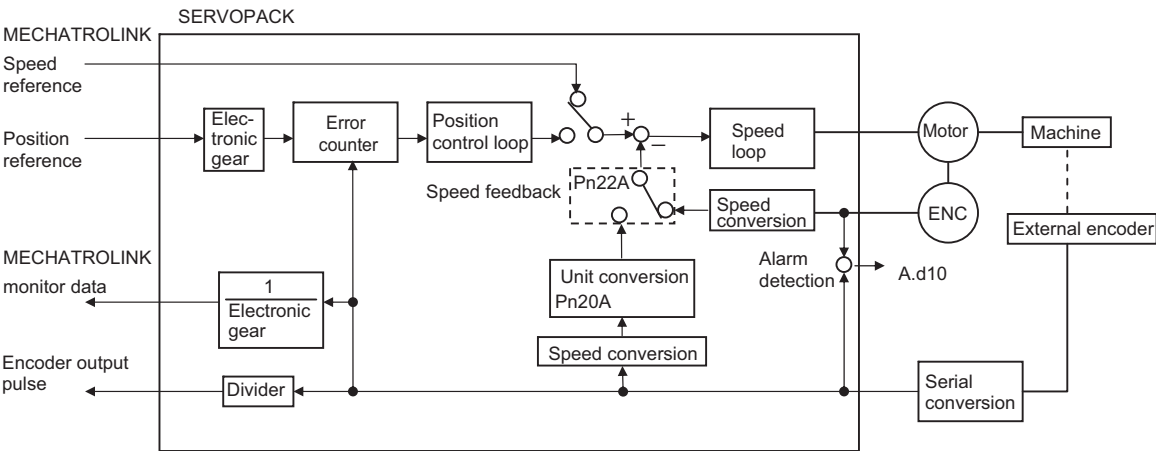 SERVOPACK
MECHATROLINK
Speed
reference
Position
reference
Elec-
tronic
gear
Error
counter
Position
control loop
+
−
Speed
loop
Motor
Machine
Speed feedback
Pn22A
Speed
conversion
ENC
External encoder
MECHATROLINK
monitor data
1
Electronic
gear
Unit conversion
Pn20A
Alarm
detection
A.d10
Speed conversion
Encoder output
pulse
Divider
Serial
conversion